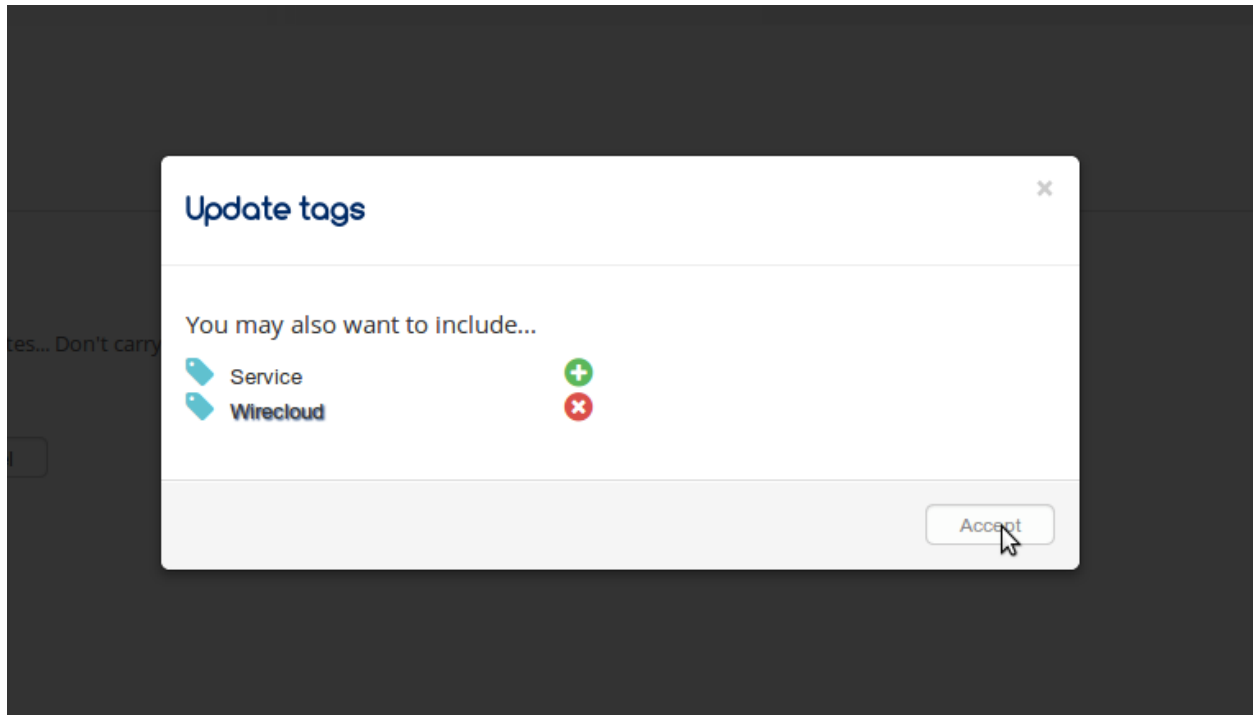 Update tags
×
You may also want to include...
tes... Don't carry
Service
Wirecloud
l
Accept